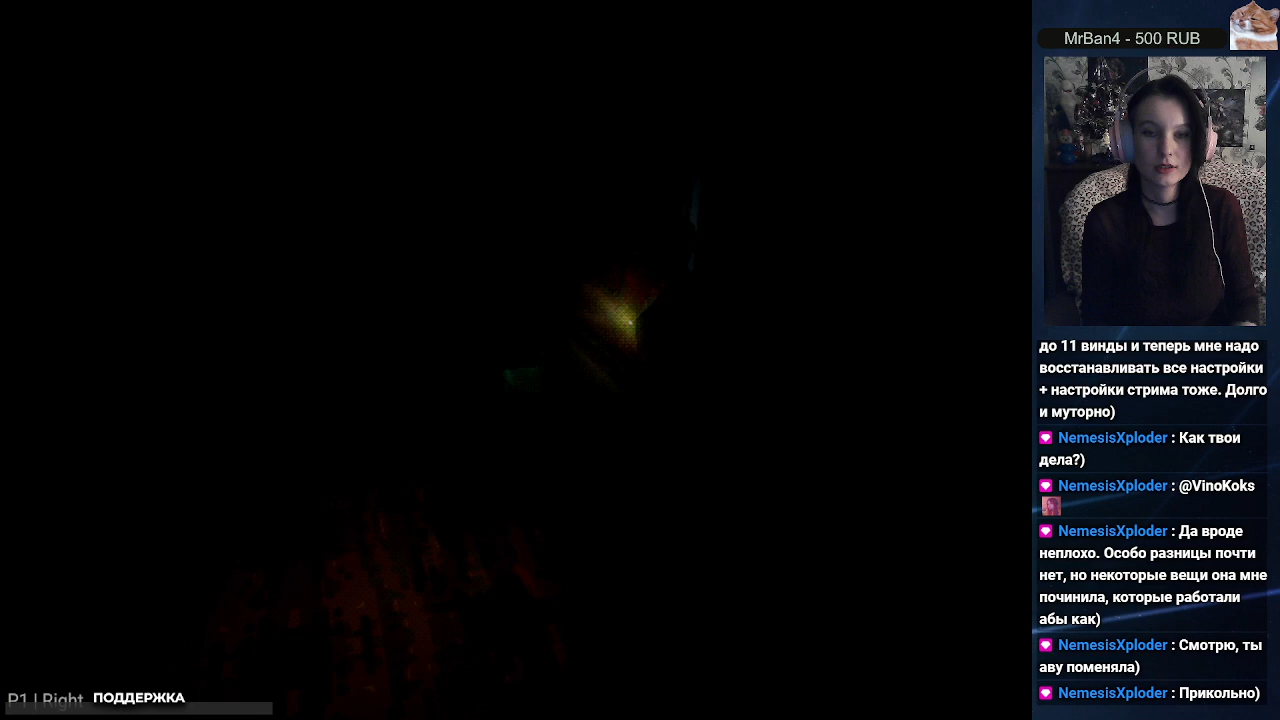 MrBan4 - 500 RUB
до 11 винды и теперь мне надо
восстанавливать все настройки
+ настройки стрима тоже. Долго
и муторно)
NemesisXploder : Как твои
дела?)
NemesisXploder : @VinoKoks
NemesisXploder : Да вроде
неплохо. Особо разницы почти
нет, но некоторые вещи она мне
починила, которые работали
абы как)
NemesisXploder : Смотрю, ты
аву поменяла)
NemesisXploder : Прикольно)
P1 | Right ПОДДЕРЖКА